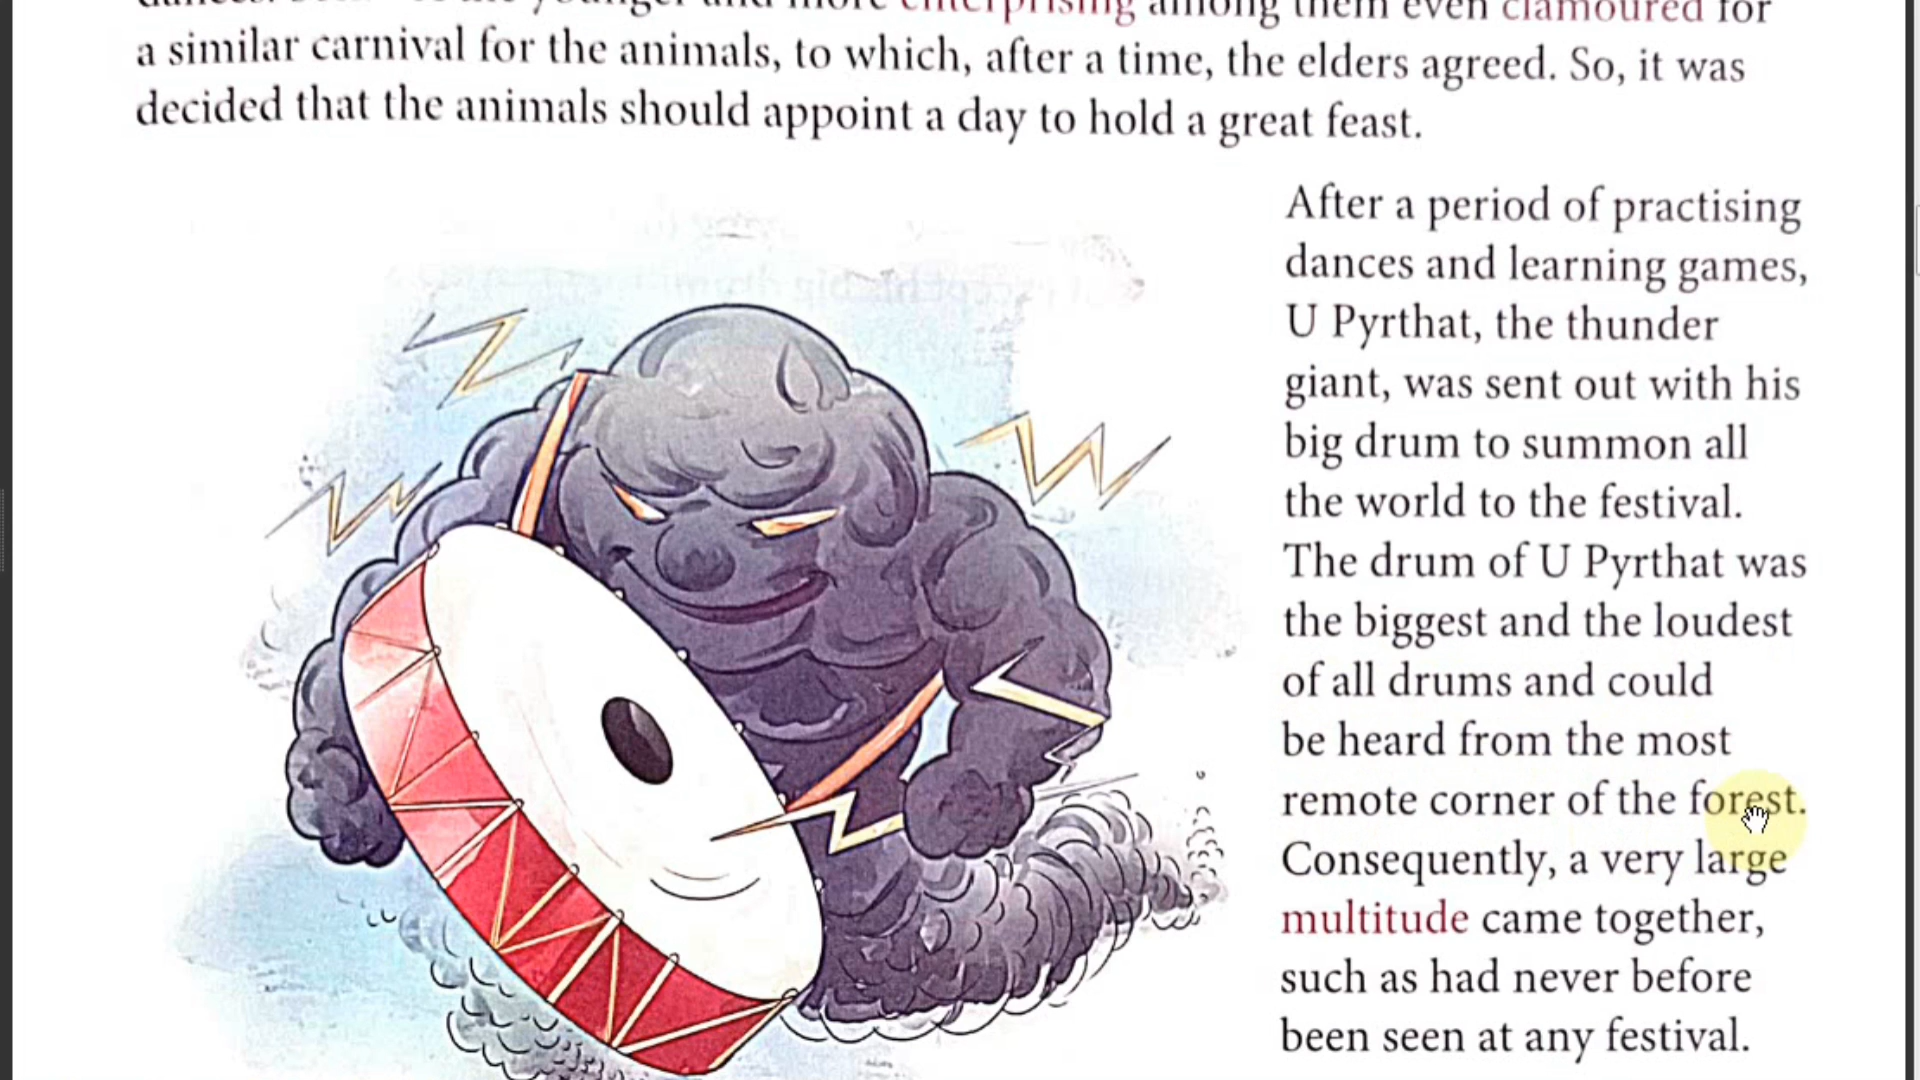 enterprising among them even clamoured for
a similar carnival for the animals, to which, after a time, the elders agreed. So, it was
decided that the animals should appoint a day to hold a great feast.
After a period of practising
dances and learning games,
U Pyrthat, the thunder
giant, was sent out with his
big drum to summon all
the world to the festival.
The drum of U Pyrthat was
the biggest and the loudest
of all drums and could
be heard from the most
remote corner of the forest.
Consequently, a very large
multitude came together,
such as had never before
been seen at any festival.